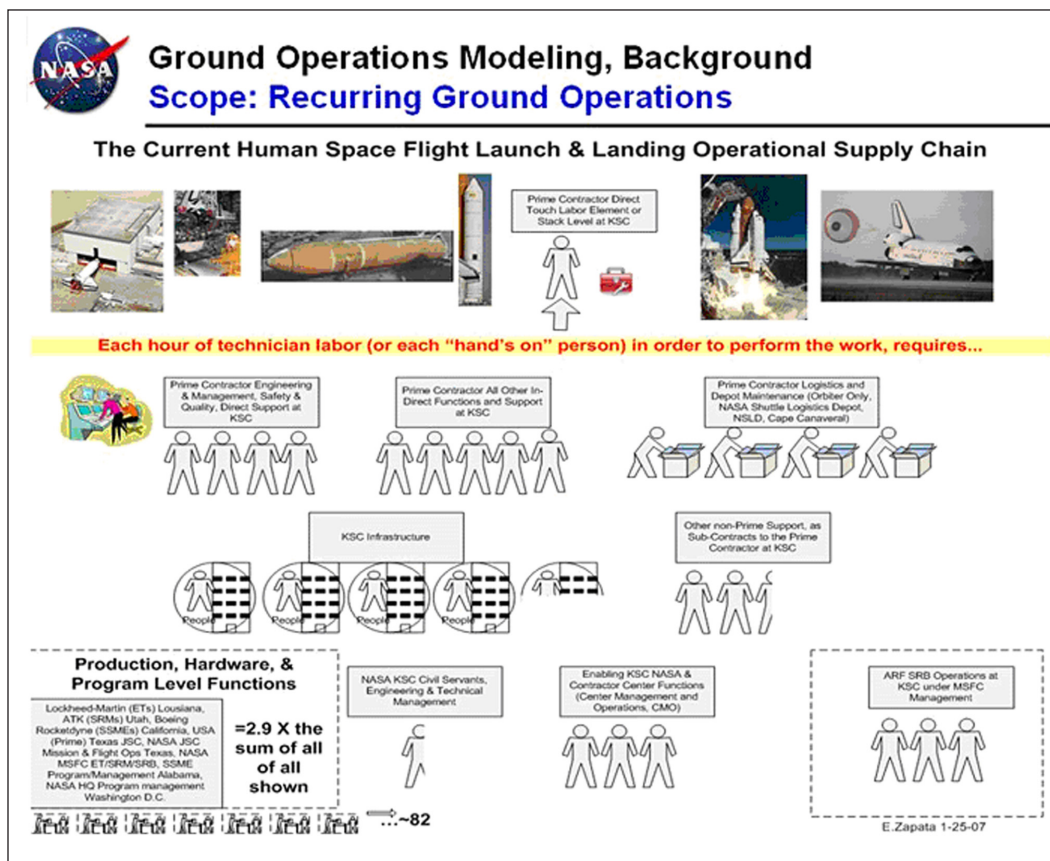 NASA
Ground Operations Modeling, Background
Scope: Recurring Ground Operations
The Current Human Space Flight Launch & Landing Operational Supply Chain
Prime Contractor Direct
Touch Labor Element or
Stack Level at KSC
Each hour of technician labor (or each “hand’s on” person) in order to perform the work, requires...
Prime Contractor Engineering
& Management, Safety &
Quality, Direct Support at
KSC
Prime Contractor All Other In-
Direct Functions and Support
at KSC
Prime Contractor Logistics and
Depot Maintenance (Orbiter Only,
NASA Shuttle Logistics Depot,
NSLD, Cape Canaveral)
KSC Infrastructure
People
People
People
People
Other non-Prime Support, as
Sub-Contracts to the Prime
Contractor at KSC
Production, Hardware, &
Program Level Functions
Lockheed-Martin (ETs) Lousiana,
ATK (SRMs) Utah, Boeing
Rocketdyne (SSMEs) California, USA
(Prime) Texas JSC, NASA JSC
Mission & Flight Ops Texas, NASA
MSFC ET/SRM/SRB, SSME
Program/Management Alabama,
NASA HQ Program management
Washington D.C.
=2.9 X the
sum of all
of all
shown
...~82
NASA KSC Civil Servants,
Engineering & Technical
Management
Enabling KSC NASA &
Contractor Center Functions
(Center Management and
Operations, CMO)
ARF SRB Operations at
KSC under MSFC
Management
E.Zapata 1-25-07